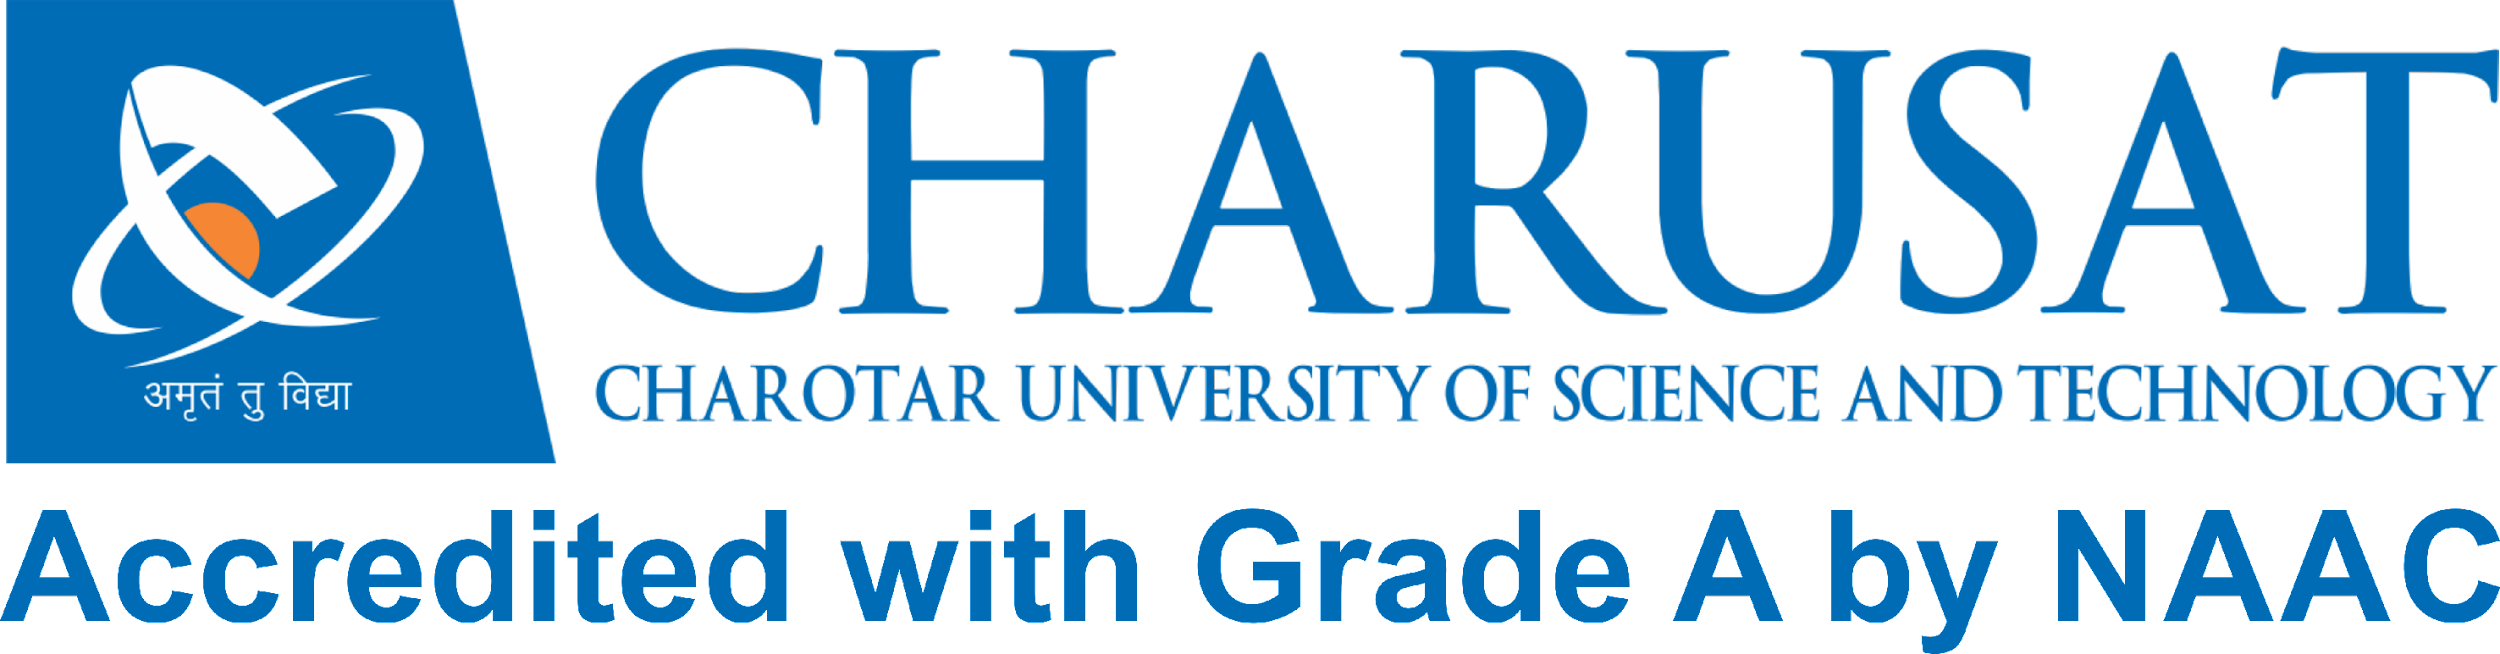 CHARUSAT
अमृतं तु विद्या
CHAROTAR UNIVERSITY OF SCIENCE AND TECHNOLOGY
Accredited with Grade A by NAAC